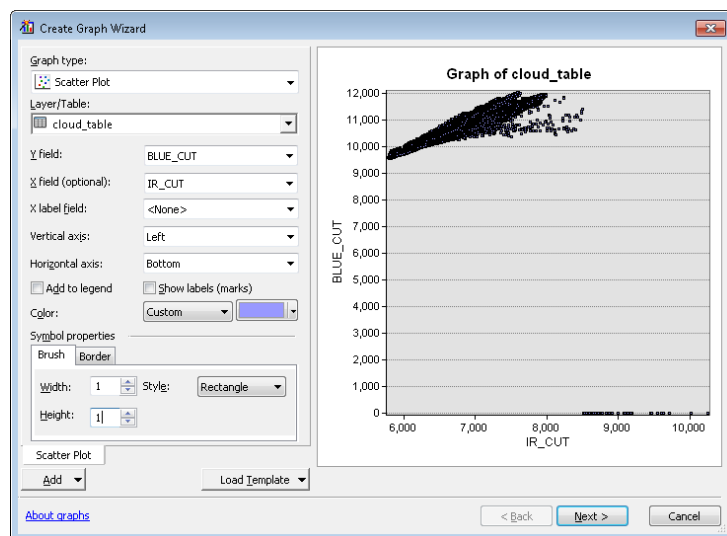 Create Graph Wizard
Graph type:
Scatter Plot
Layer/Table:
cloud_table
Y field:
BLUE_CUT
X field (optional):
IR_CUT
X label field:
<None>
Vertical axis:
Left
Horizontal axis:
Bottom
Add to legend
Show labels (marks)
Color:
Custom
Symbol properties
Brush
Border
Width:
1
Style:
Rectangle
Height:
1
Scatter Plot
Add
Load Template
About graphs
Graph of cloud_table
12,000
11,000
10,000
9,000
8,000
7,000
6,000
5,000
4,000
3,000
2,000
1,000
0
BLUE_CUT
6,000
7,000
8,000
9,000
10,000
IR_CUT
< Back
Next >
Cancel